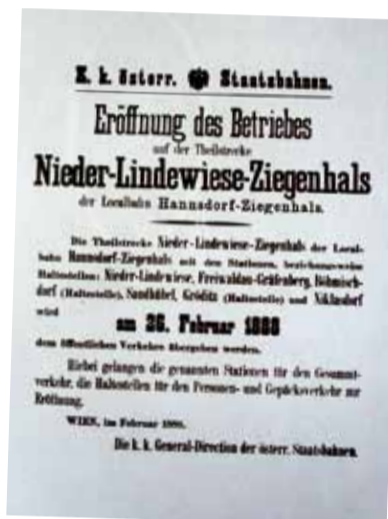 K. k. österr. Staatsbahnen.
Eröffnung des Betriebes
auf der Theilstrecke
Nieder-Lindewiese-Ziegenhals
der Localbahn Hannsdorf-Ziegenhals.
Die Theilstrecke Nieder-Lindewiese-Ziegenhals der Local-
bahn Hannsdorf-Ziegenhals mit den Stationen, beziehungsweise
Haltestellen: Nieder-Lindewiese, Freiwaldau-Gräfenberg, Böhmisch-
dorf (Haltestelle), Sandhübel, Gröditz (Haltestelle) und Niklasdorf
wird
am 26. Februar 1888
dem öffentlichen Verkehre übergeben werden.
Hiebei gelangen die genannten Stationen für den Gesammt-
verkehr, die Haltestellen für den Personen- und Gepäcksverkehr zur
Eröffnung.
WIEN, im Februar 1888.
Die k. k. General-Direction der österr. Staatsbahnen.